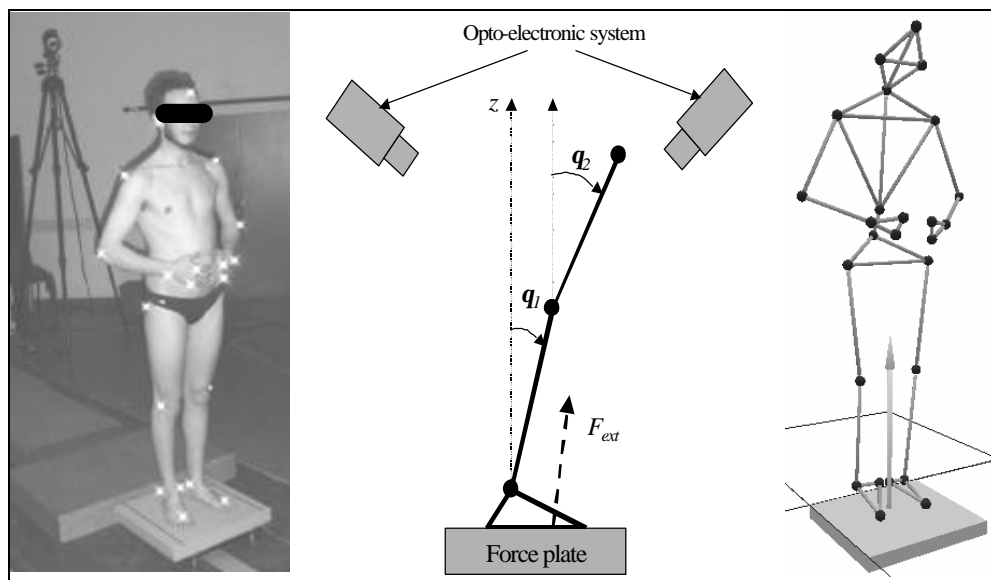 Opto-electronic system
z
q2
q1
Fext
Force plate